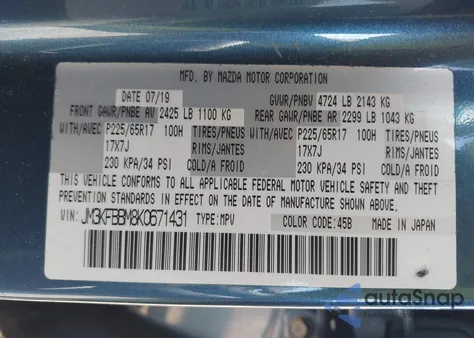 MFD. BY MAZDA MOTOR CORPORATION
DATE 07/19 GVWR/PNBV 4724 LB 2143 KG
FRONT GAWR/PNBE AV 2425 LB 1100 KG REAR GAWR/PNBE AR 2299 LB 1043 KG
WITH/AVEC P225/65R17 100H TIRES/PNEUS WITH/AVEC P225/65R17 100H TIRES/PNEUS
17X7J RIMS/JANTES 17X7J RIMS/JANTES
230 KPA/34 PSI COLD/A FROID 230 KPA/34 PSI COLD/A FROID
THIS VEHICLE CONFORMS TO ALL APPLICABLE FEDERAL MOTOR VEHICLE SAFETY AND
THEFT PREVENTION STANDARDS IN EFFECT ON THE DATE OF MANUFACTURE SHOWN ABOVE.
VIN: JM3KFBBM8K0671431 TYPE: MPV COLOR CODE: 45B MADE IN JAPAN
autoSnap